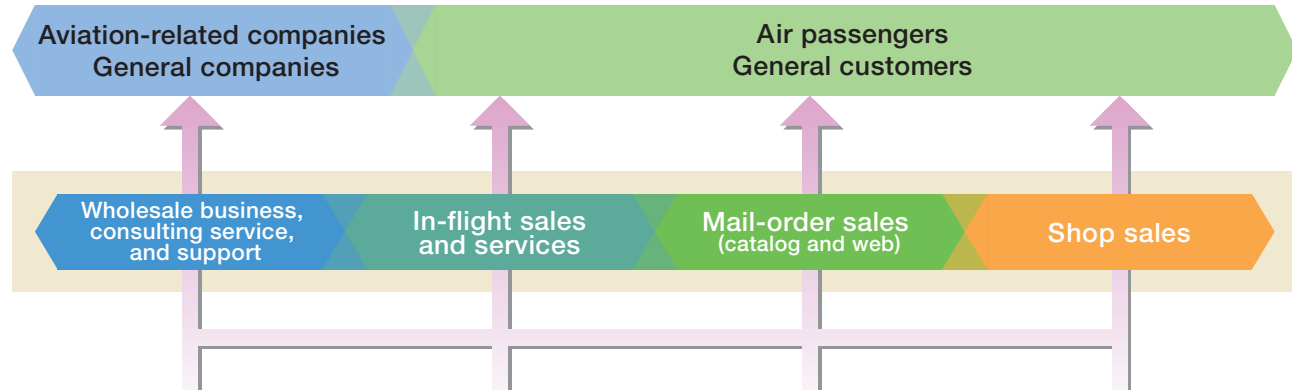 Aviation-related companies
General companies
Air passengers
General customers
Wholesale business,
consulting service,
and support
In-flight sales
and services
Mail-order sales
(catalog and web)
Shop sales